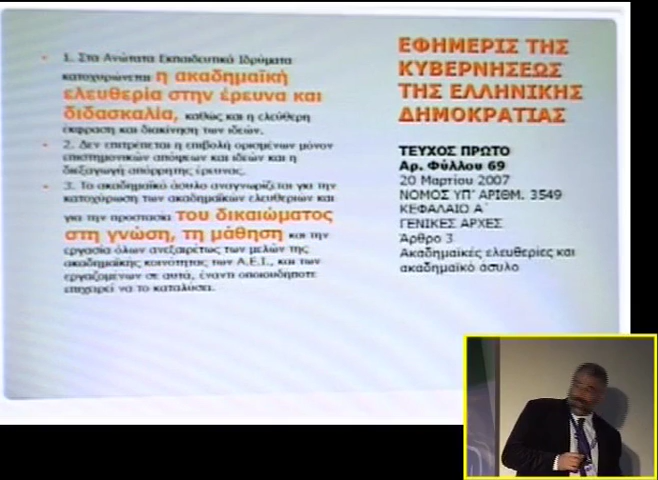 1. Στα Ανώτατα Εκπαιδευτικά Ιδρύματα
κατοχυρώνεται η ακαδημαϊκή
ελευθερία στην έρευνα και
διδασκαλία, καθώς και η ελεύθερη
έκφραση και διακίνηση των ιδεών.
2. Δεν επιτρέπεται η επιβολή ορισμένων μόνον
επιστημονικών απόψεων και ιδεών και η
διεξαγωγή απόρρητης έρευνας.
3. Το ακαδημαϊκό άσυλο αναγνωρίζεται για την
κατοχύρωση των ακαδημαϊκών ελευθεριών και
για την προστασία του δικαιώματος
στη γνώση, τη μάθηση και την
εργασία όλων ανεξαιρέτως των μελών της
ακαδημαϊκής κοινότητας των Α.Ε.Ι., και των
εργαζομένων σε αυτά, έναντι οποιουδήποτε
επιχειρεί να το καταλύσει.
ΕΦΗΜΕΡΙΣ ΤΗΣ
ΚΥΒΕΡΝΗΣΕΩΣ
ΤΗΣ ΕΛΛΗΝΙΚΗΣ
ΔΗΜΟΚΡΑΤΙΑΣ
ΤΕΥΧΟΣ ΠΡΩΤΟ
Αρ. Φύλλου 69
20 Μαρτίου 2007
ΝΟΜΟΣ ΥΠ' ΑΡΙΘΜ. 3549
ΚΕΦΑΛΑΙΟ Α΄
ΓΕΝΙΚΕΣ ΑΡΧΕΣ
Άρθρο 3
Ακαδημαϊκές ελευθερίες και
ακαδημαϊκό άσυλο